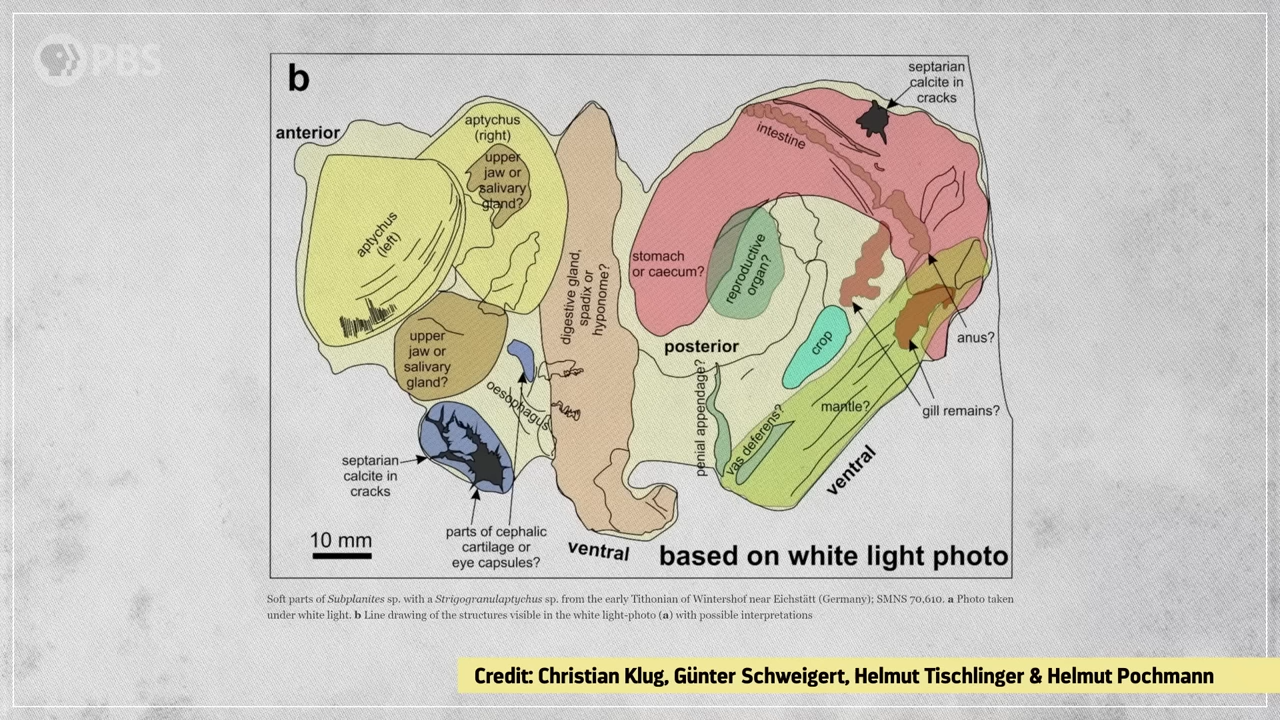 PBS
b
anterior
aptychus
(right)
upper
jaw or
salivary
gland?
aptychus
(left)
upper
jaw or
salivary
gland?
oesophagus
septarian
calcite in
cracks
parts of cephalic
cartilage or
eye capsules?
10 mm
digestive gland,
spadix or
hyponome?
ventral
septarian
calcite in
cracks
intestine
stomach
or caecum?
reproductive
organ?
posterior
crop
anus?
gill remains?
mantle?
penial appendage?
vas deferens?
ventral
based on white light photo
Soft parts of Subplanites sp. with a Strigogranulaptychus sp. from the early Tithonian of Wintershof near Eichstätt (Germany); SMNS 70,610. a Photo taken
under white light. b Line drawing of the structures visible in the white light-photo (a) with possible interpretations
Credit: Christian Klug, Günter Schweigert, Helmut Tischlinger & Helmut Pochmann